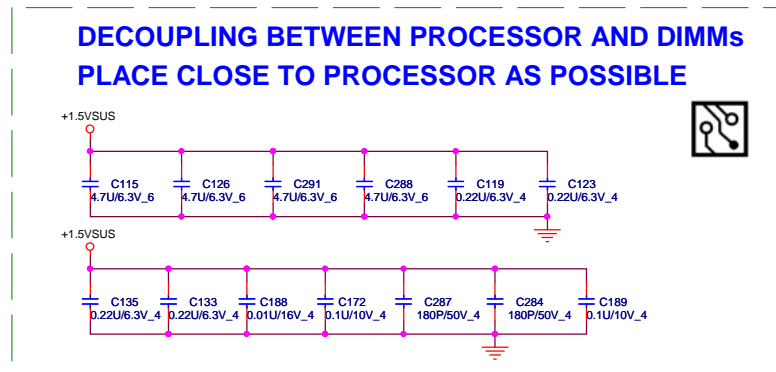 DECOUPLING BETWEEN PROCESSOR AND DIMMs
PLACE CLOSE TO PROCESSOR AS POSSIBLE
+1.5VSUS
C115 C126 C291 C288 C119 C123
4.7U/6.3V_6 4.7U/6.3V_6 4.7U/6.3V_6 4.7U/6.3V_6 0.22U/6.3V_4 0.22U/6.3V_4
+1.5VSUS
C135 C133 C188 C172 C287 C284 C189
0.22U/6.3V_4 0.22U/6.3V_4 0.01U/16V_4 0.1U/10V_4 180P/50V_4 180P/50V_4 0.1U/10V_4